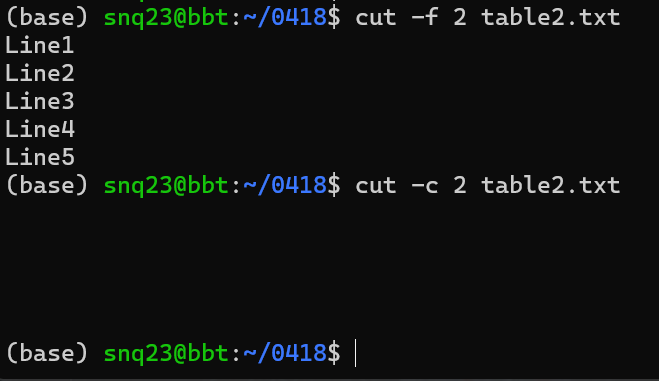 (base) snq23@bbt:~/0418$ cut -f 2 table2.txt
Line1
Line2
Line3
Line4
Line5
(base) snq23@bbt:~/0418$ cut -c 2 table2.txt
(base) snq23@bbt:~/0418$